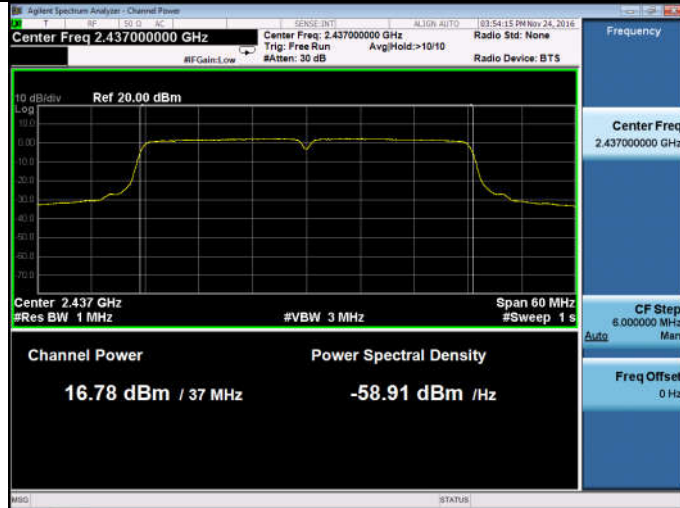 Agilent Spectrum Analyzer - Channel Power
T RF 50 Ω AC SENSE:INT ALIGN AUTO 03:54:15 PM Nov 24, 2016
Center Freq 2.437000000 GHz
Center Freq: 2.437000000 GHz
Radio Std: None
Trig: Free Run Avg|Hold:>10/10
#IFGain:Low #Atten: 30 dB
Radio Device: BTS
Frequency
10 dB/div Ref 20.00 dBm
Log
10.0
0.00
-10.0
-20.0
-30.0
-40.0
-50.0
-60.0
-70.0
Center Freq
2.437000000 GHz
Center 2.437 GHz Span 60 MHz
#Res BW 1 MHz #VBW 3 MHz #Sweep 1 s
CF Step
6.000000 MHz
Auto Man
Freq Offset
0 Hz
Channel Power Power Spectral Density
16.78 dBm / 37 MHz -58.91 dBm /Hz
MSG STATUS